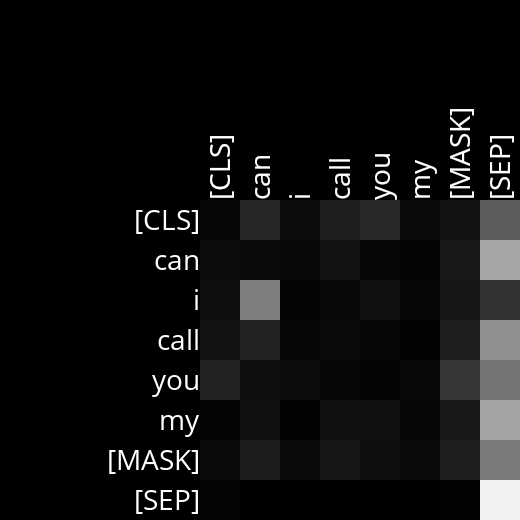 [CLS] can i call you my [MASK] [SEP]
[CLS]
can
i
call
you
my
[MASK]
[SEP]